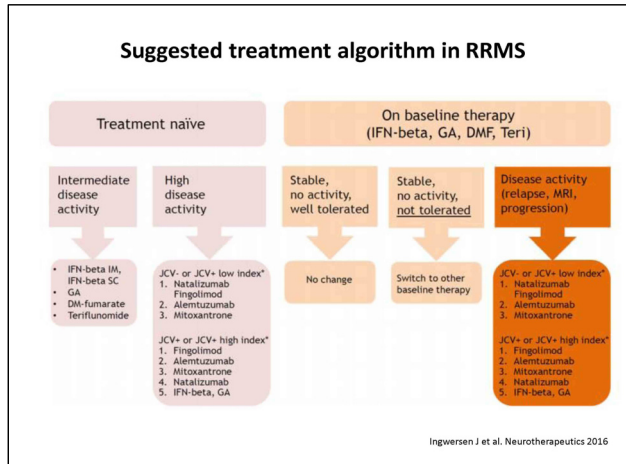 Suggested treatment algorithm in RRMS
Treatment naïve
On baseline therapy
(IFN-beta, GA, DMF, Teri)
Intermediate
disease
activity
High
disease
activity
Stable,
no activity,
well tolerated
Stable,
no activity,
not tolerated
Disease activity
(relapse, MRI,
progression)
• IFN-beta IM,
IFN-beta SC
• GA
• DM-fumarate
• Teriflunomide
JCV- or JCV+ low index*
1. Natalizumab
Fingolimod
2. Alemtuzumab
3. Mitoxantrone
JCV+ or JCV+ high index*
1. Fingolimod
2. Alemtuzumab
3. Mitoxantrone
4. Natalizumab
5. IFN-beta, GA
No change
Switch to other
baseline therapy
JCV- or JCV+ low index*
1. Natalizumab
Fingolimod
2. Alemtuzumab
3. Mitoxantrone
JCV+ or JCV+ high index*
1. Fingolimod
2. Alemtuzumab
3. Mitoxantrone
4. Natalizumab
5. IFN-beta, GA
Ingwersen J et al. Neurotherapeutics 2016